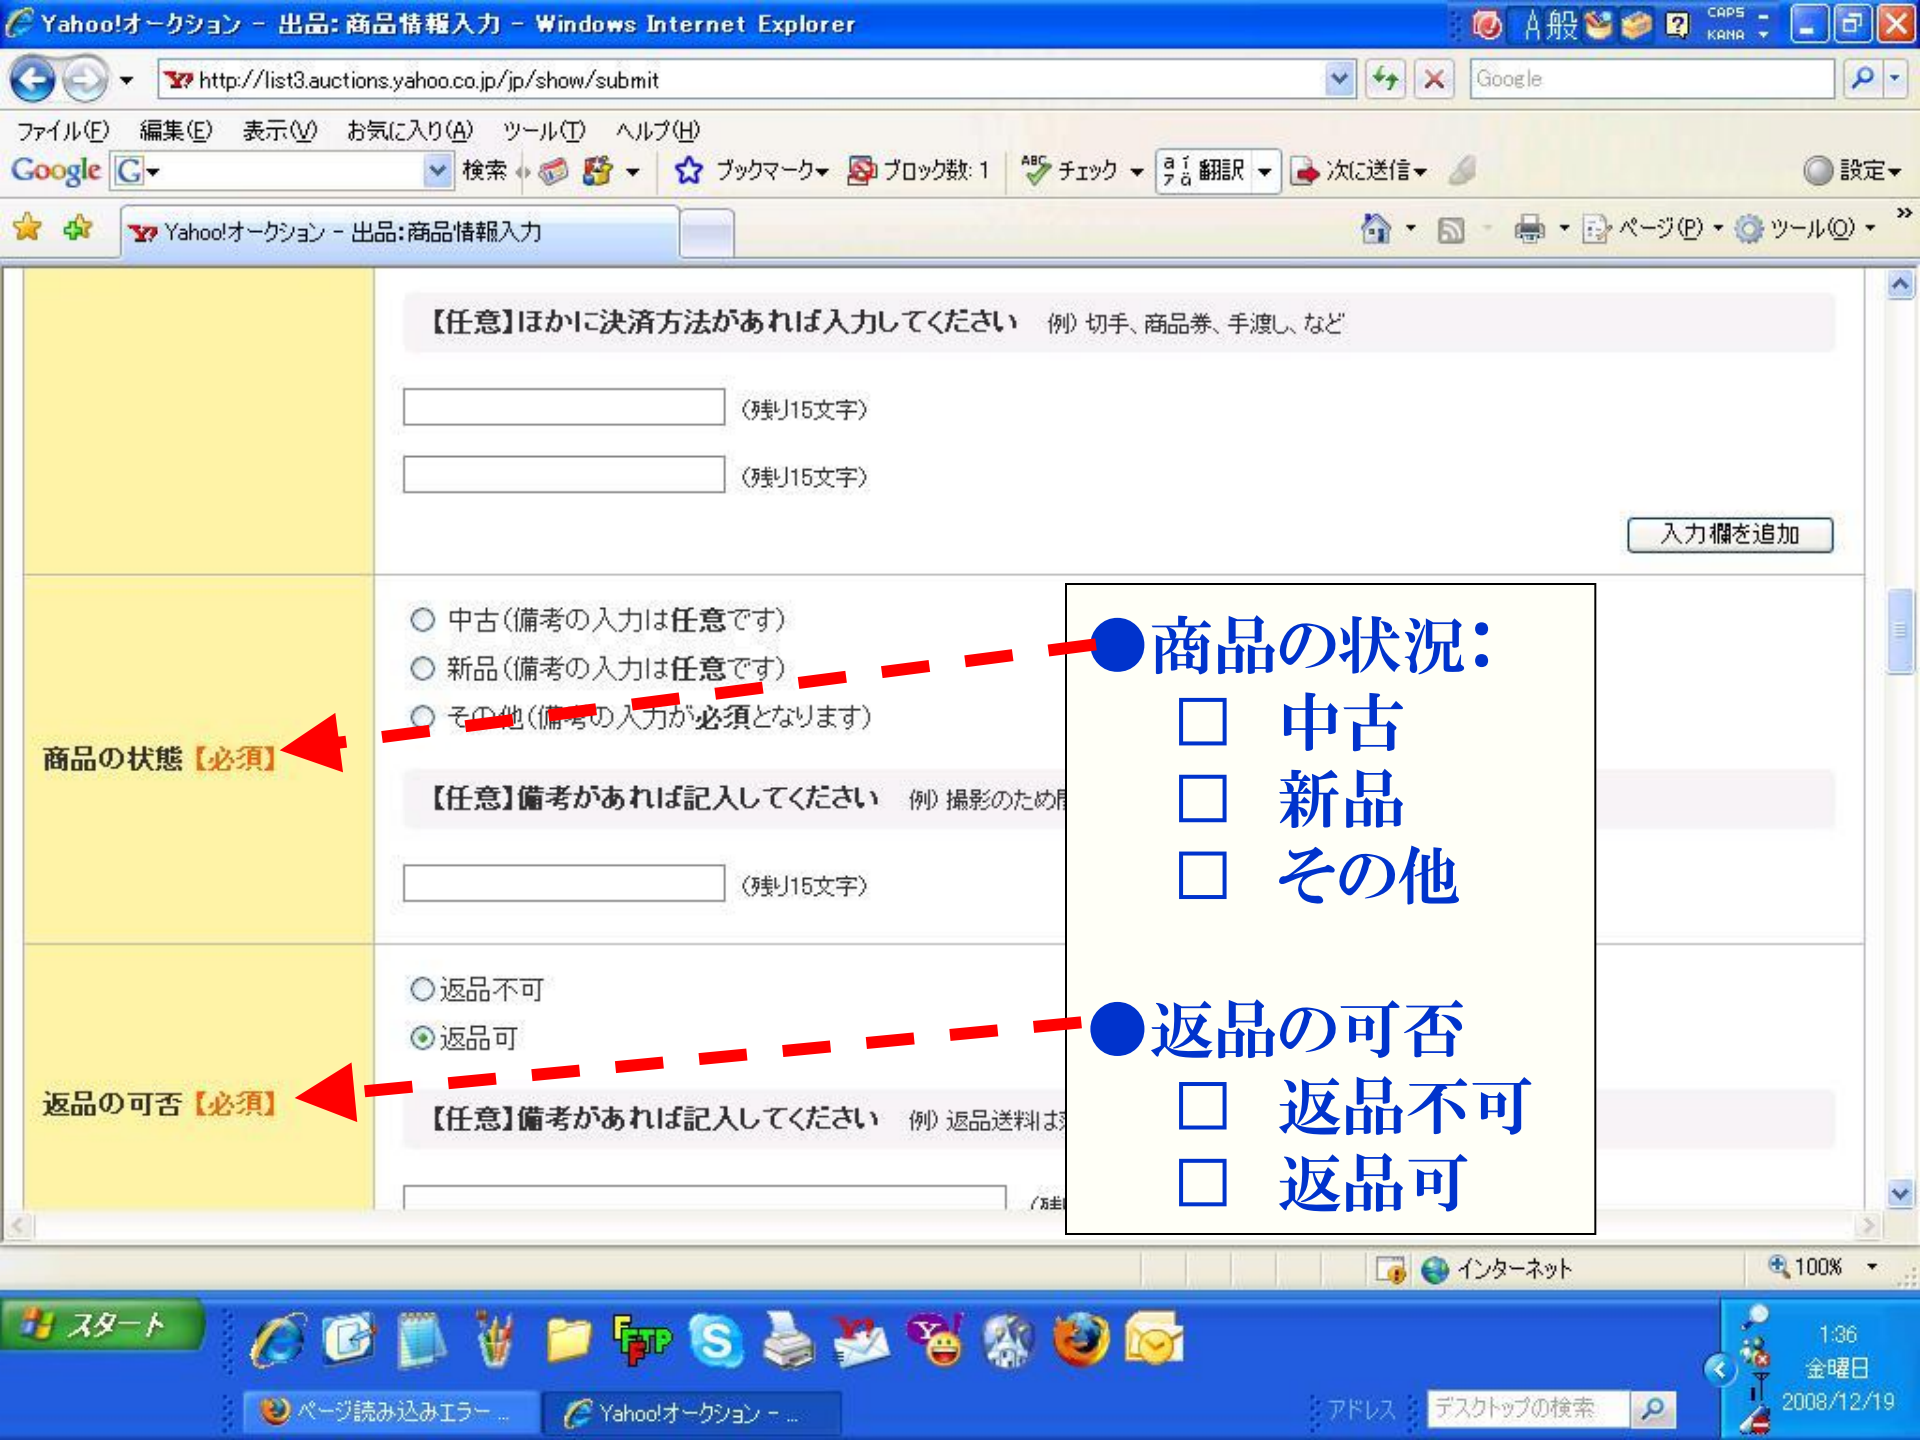 Yahoo!オークション - 出品：商品情報入力 - Windows Internet Explorer
A 般
CAPS
KANA
http://list3.auctions.yahoo.co.jp/jp/show/submit
Google
ファイル(F) 編集(E) 表示(V) お気に入り(A) ツール(T) ヘルプ(H)
Google G 検索 ブックマーク ブロック数: 1 チェック 翻訳 次に送信 設定
Yahoo!オークション - 出品：商品情報入力
ページ(P) ツール(O)
【任意】ほかに決済方法があれば入力してください 例）切手、商品券、手渡し、など
（残り15文字）
（残り15文字）
入力欄を追加
商品の状態【必須】
中古（備考の入力は任意です）
新品（備考の入力は任意です）
その他（備考の入力が必須となります）
【任意】備考があれば記入してください 例）撮影のため
（残り15文字）
返品の可否【必須】
返品不可
返品可
【任意】備考があれば記入してください 例）返品送料は
●商品の状況：
□ 中古
□ 新品
□ その他
●返品の可否
□ 返品不可
□ 返品可
インターネット
100%
スタート
ページ読み込みエラー ...
Yahoo!オークション - ...
アドレス
デスクトップの検索
1:36
金曜日
2008/12/19